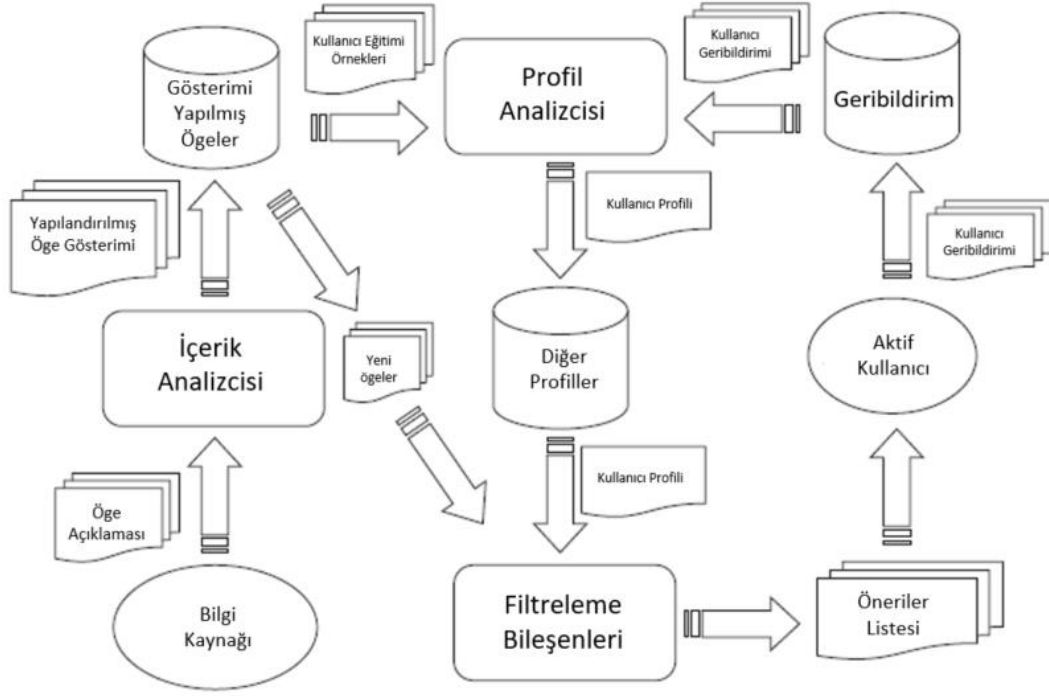 Kullanıcı Eğitimi
Örnekleri
Kullanıcı
Geribildirimi
Gösterimi
Yapılmış
Ögeler
Profil
Analizcisi
Geribildirim
Yapılandırılmış
Öge Gösterimi
Kullanıcı Profili
Kullanıcı
Geribildirimi
İçerik
Analizcisi
Yeni
ögeler
Diğer
Profiller
Aktif
Kullanıcı
Öge
Açıklaması
Kullanıcı Profili
Bilgi
Kaynağı
Filtreleme
Bileşenleri
Öneriler
Listesi